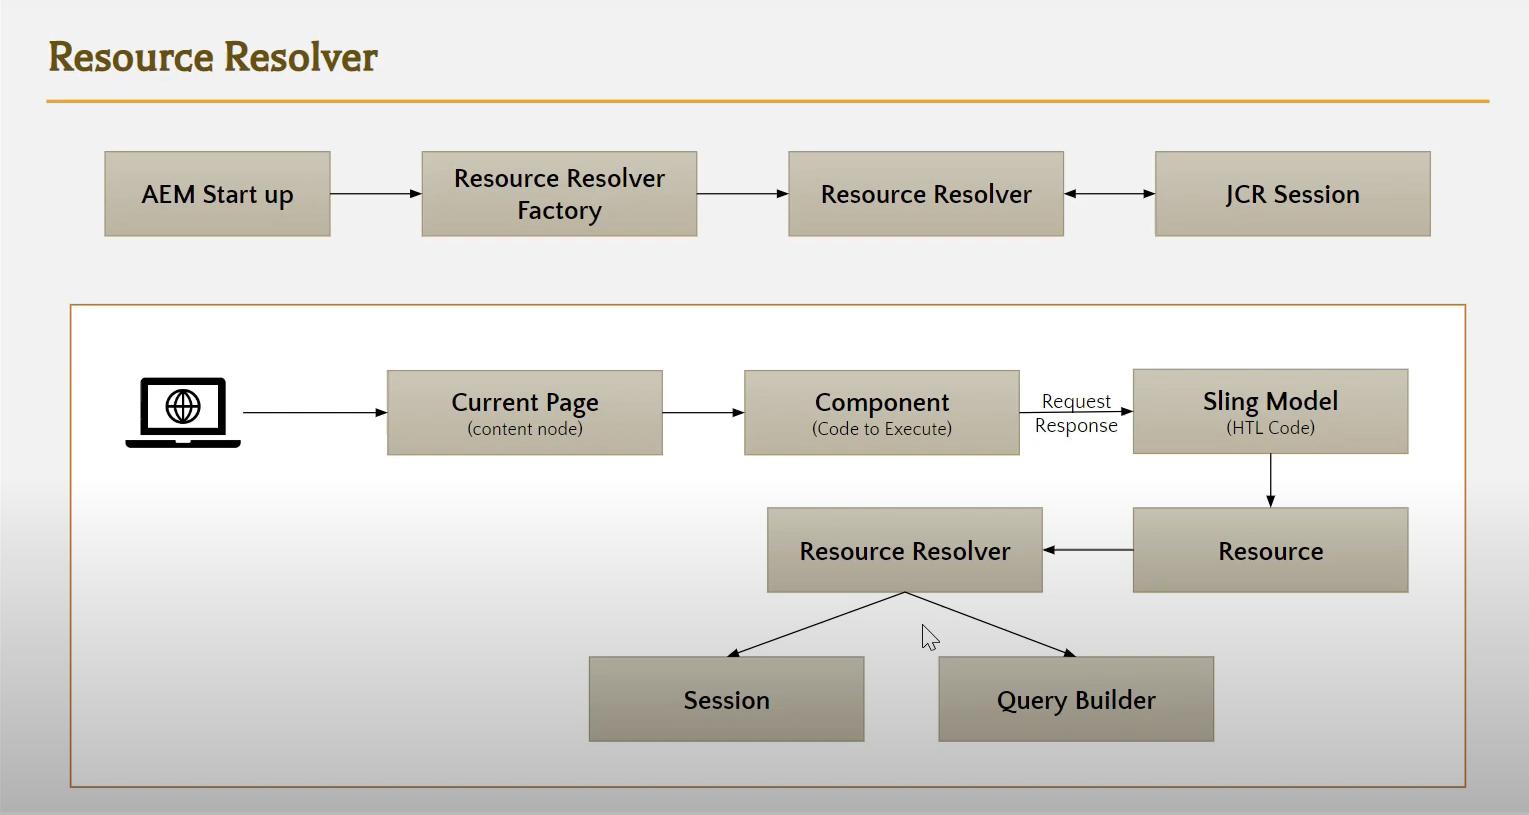 Resource Resolver
AEM Start up
Resource Resolver
Factory
Resource Resolver
JCR Session
Current Page
(content node)
Component
(Code to Execute)
Request
Response
Sling Model
(HTL Code)
Resource Resolver
Resource
Session
Query Builder